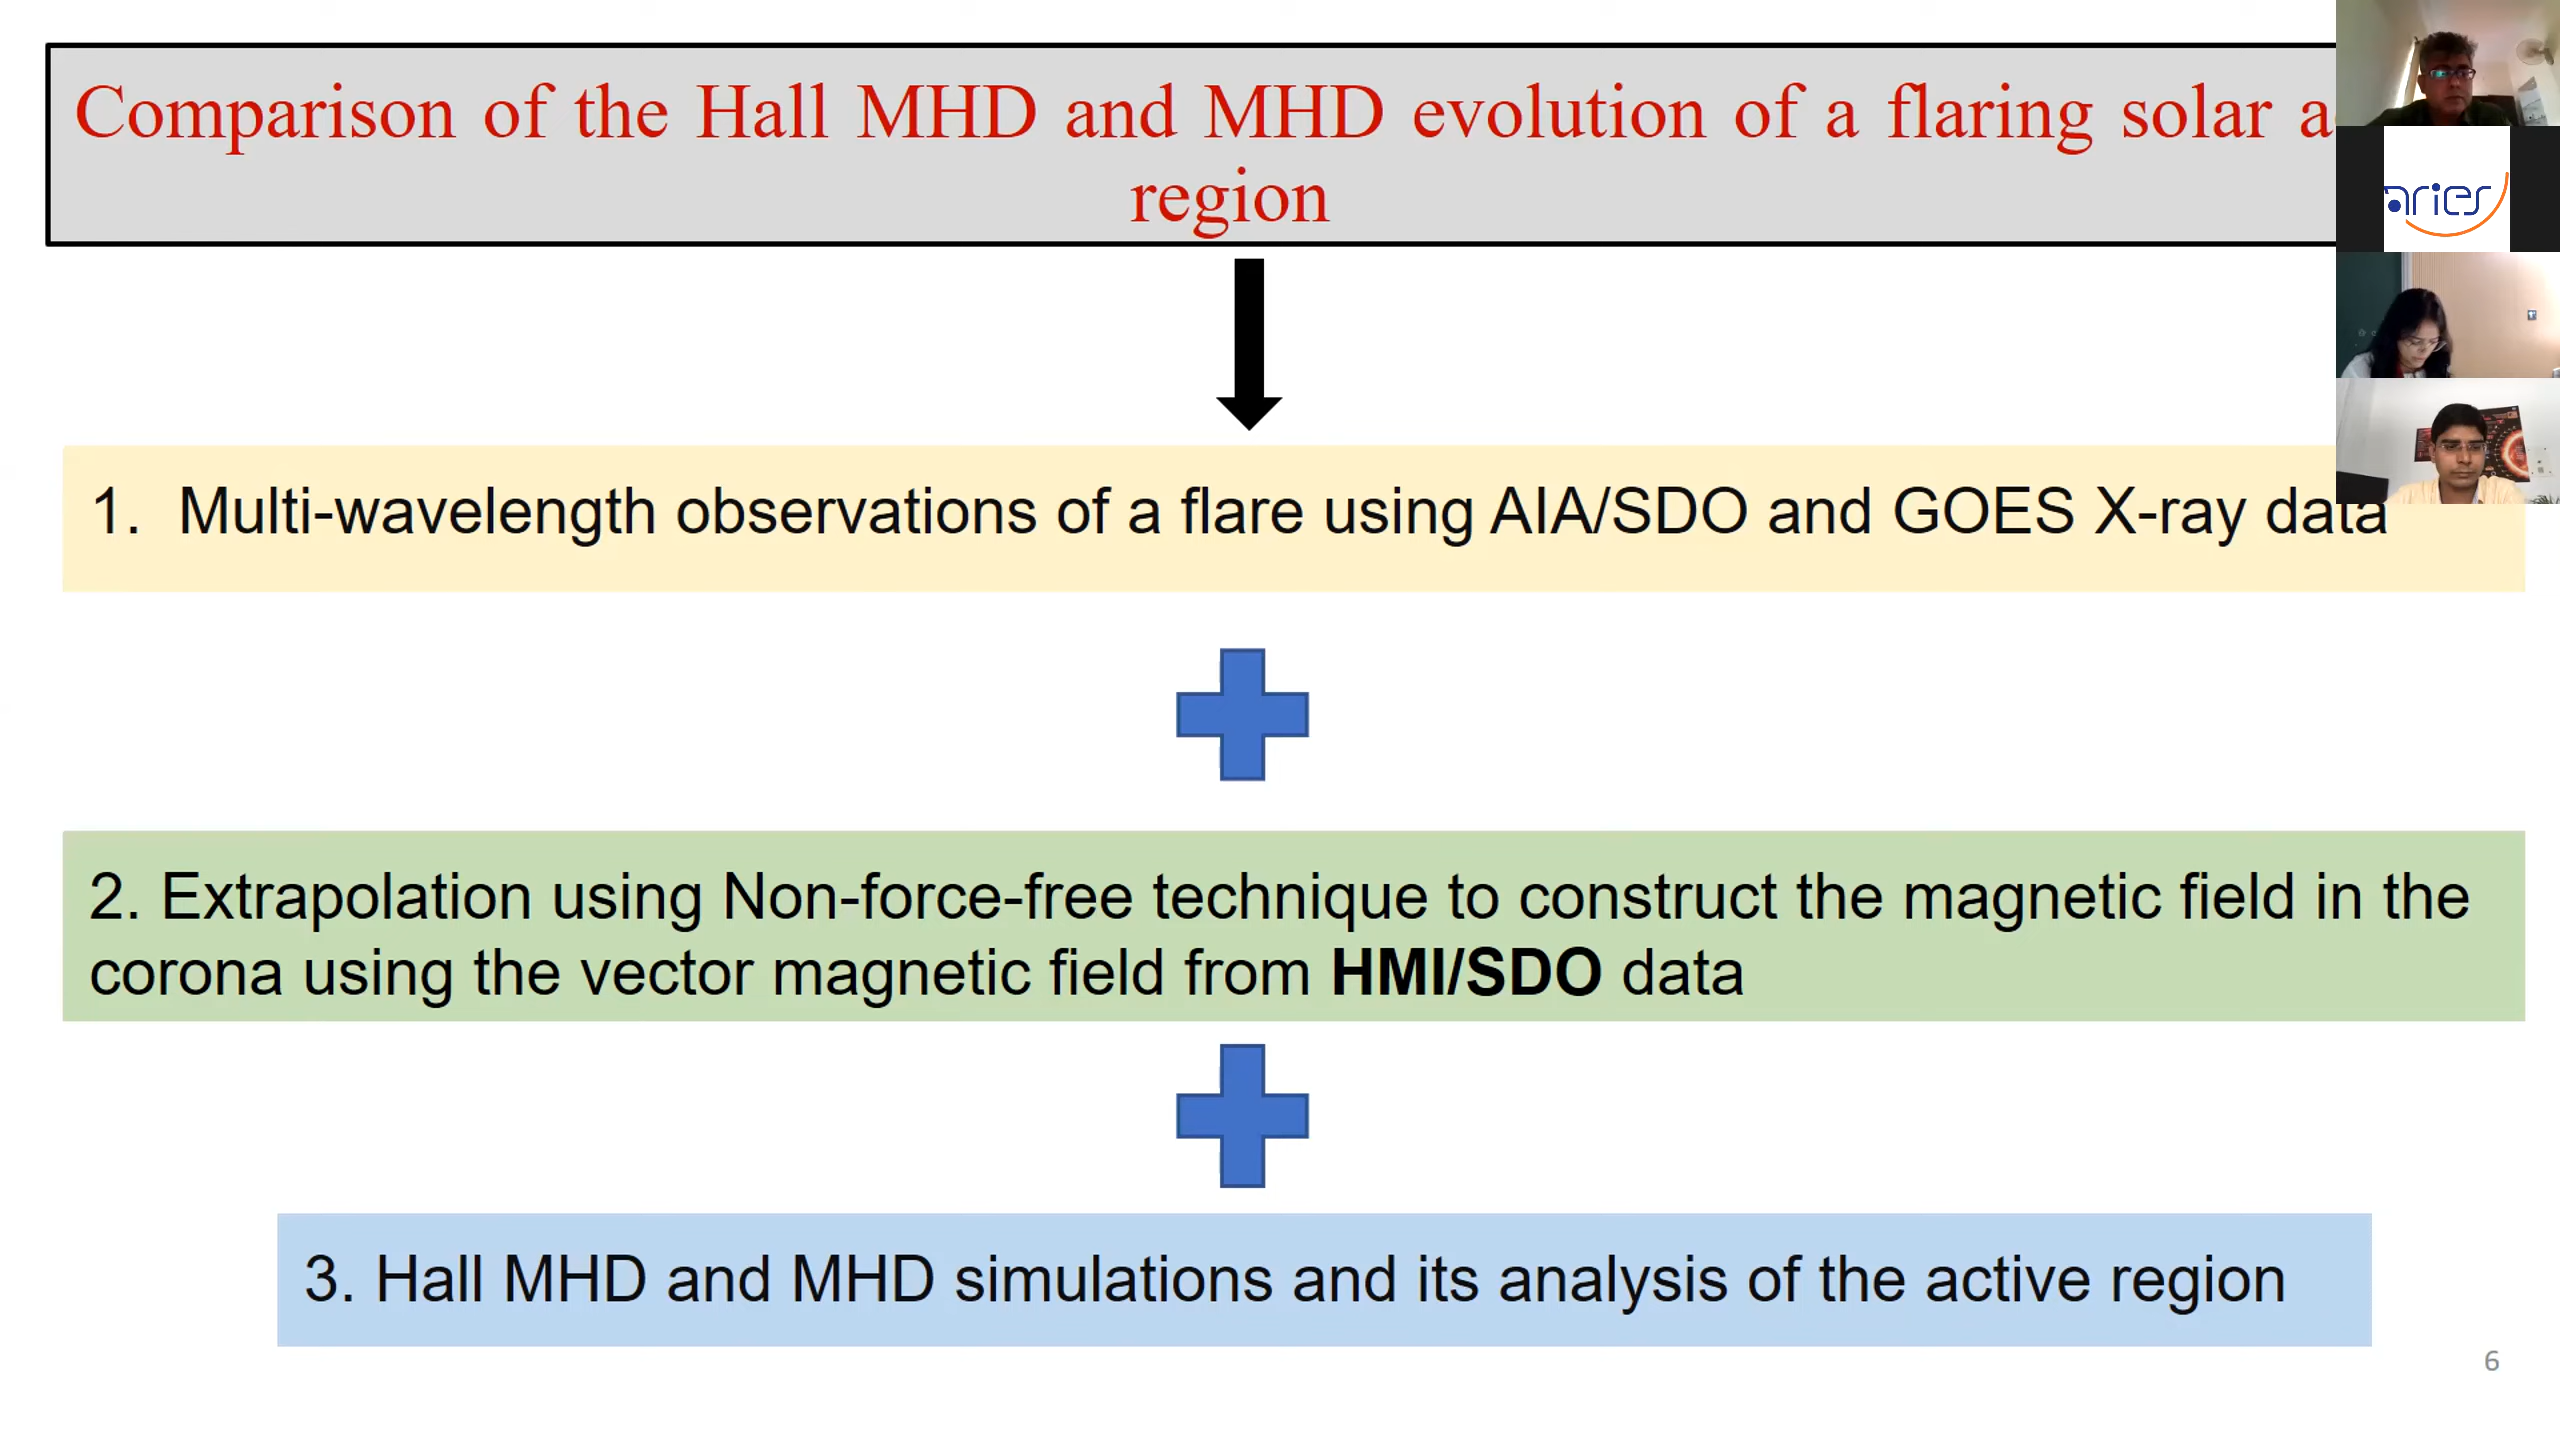 Comparison of the Hall MHD and MHD evolution of a flaring solar
region
aries
1. Multi-wavelength observations of a flare using AIA/SDO and GOES X-ray data
2. Extrapolation using Non-force-free technique to construct the magnetic field in the
corona using the vector magnetic field from HMI/SDO data
3. Hall MHD and MHD simulations and its analysis of the active region
6